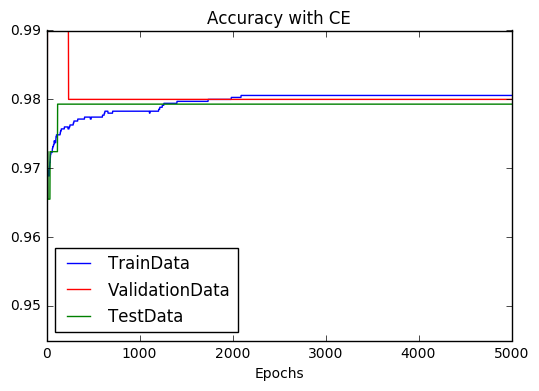 Accuracy with CE
0.99
0.98
0.97
0.96
0.95
TrainData
ValidationData
TestData
0 1000 2000 3000 4000 5000
Epochs